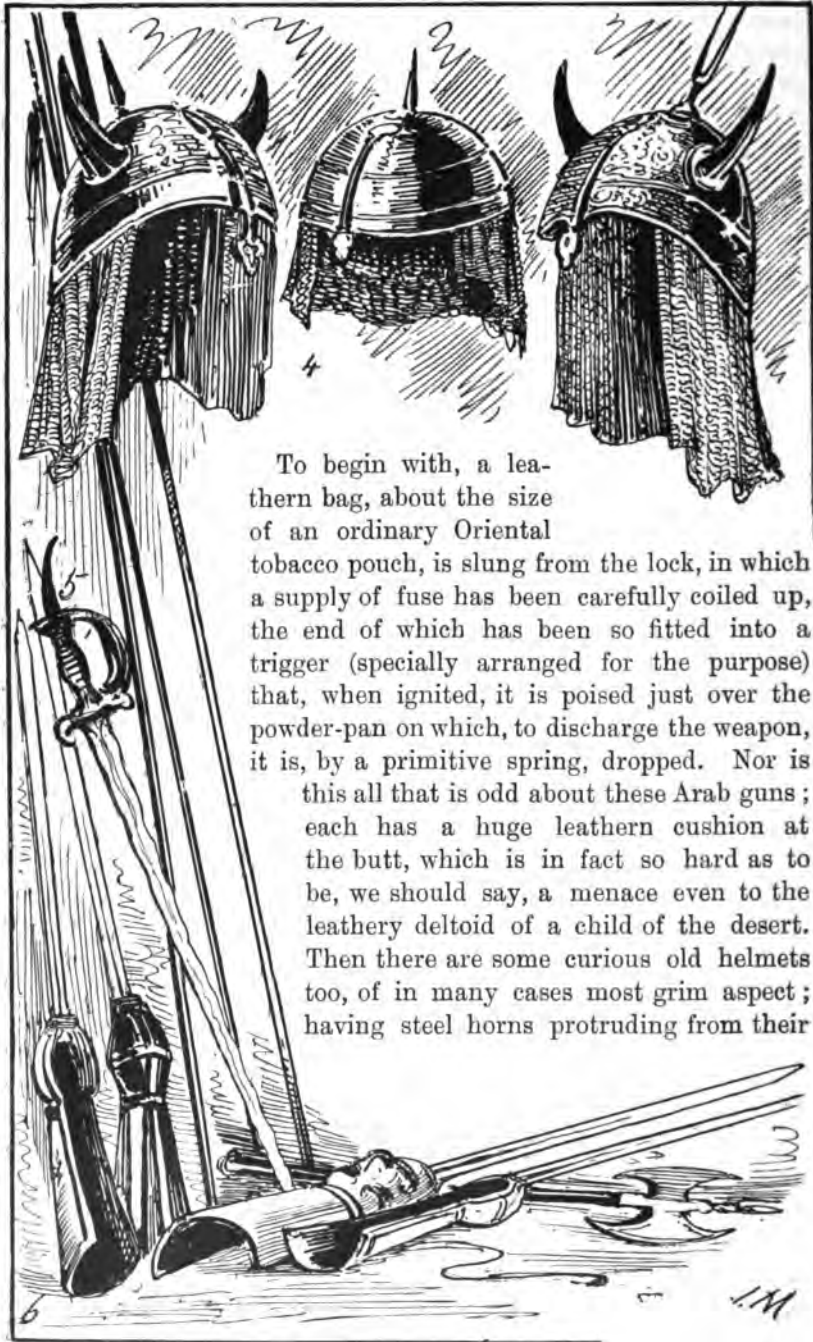 4
To begin with, a lea-
thern bag, about the size
of an ordinary Oriental
tobacco pouch, is slung from the lock, in which
a supply of fuse has been carefully coiled up,
the end of which has been so fitted into a
trigger (specially arranged for the purpose)
that, when ignited, it is poised just over the
powder-pan on which, to discharge the weapon,
it is, by a primitive spring, dropped. Nor is
this all that is odd about these Arab guns ;
each has a huge leathern cushion at
the butt, which is in fact so hard as to
be, we should say, a menace even to the
leathery deltoid of a child of the desert.
Then there are some curious old helmets
too, of in many cases most grim aspect ;
having steel horns protruding from their
5
6